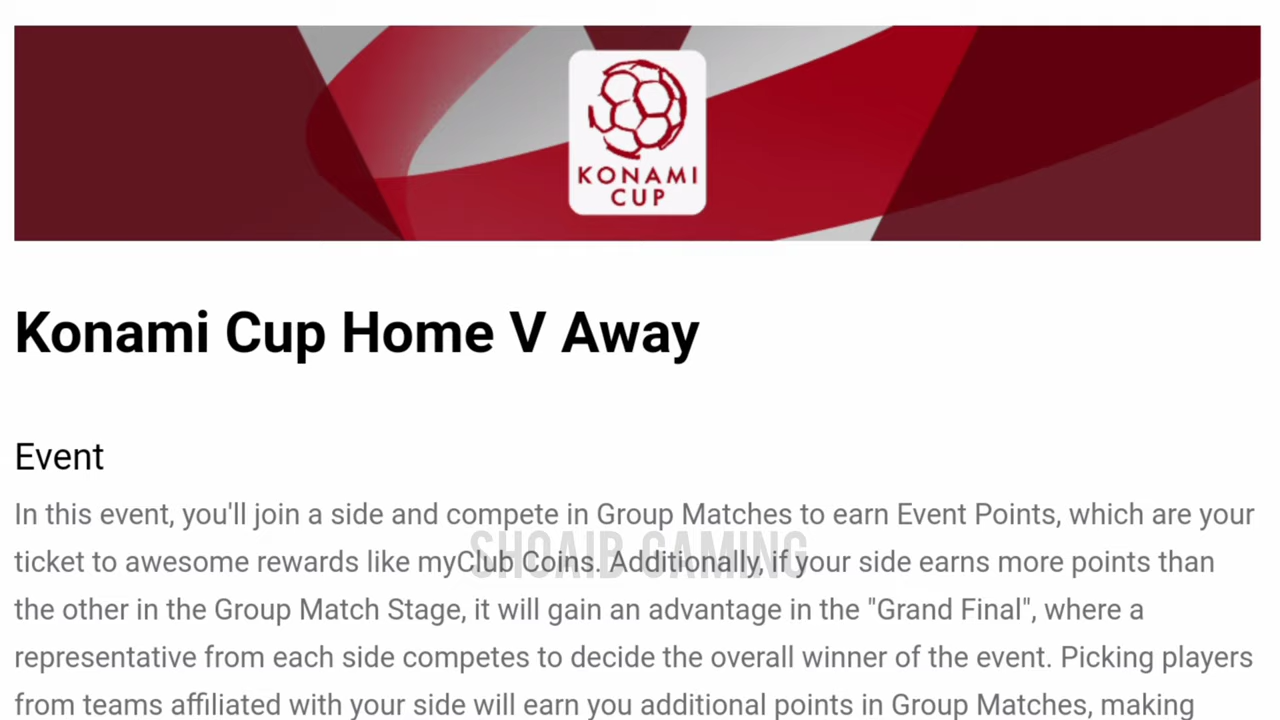 KONAMI
CUP
Konami Cup Home V Away
Event
In this event, you'll join a side and compete in Group Matches to earn Event Points, which are your
SHOAIB GAMING
ticket to awesome rewards like myClub Coins. Additionally, if your side earns more points than
the other in the Group Match Stage, it will gain an advantage in the "Grand Final", where a
representative from each side competes to decide the overall winner of the event. Picking players
from teams affiliated with your side will earn you additional points in Group Matches, making